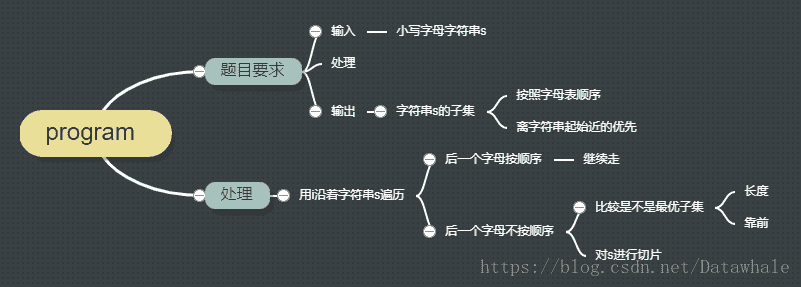 program
题目要求
输入
小写字母字符串s
处理
输出
字符串s的子集
按照字母表顺序
离字符串起始近的优先
处理
用i沿若字符串s遍历
后一个字母按顺序
继续走
后一个字母不按顺序
比较是不是最优子集
长度
靠前
对s进行切片
https://blog.csdn.net/Datawhale